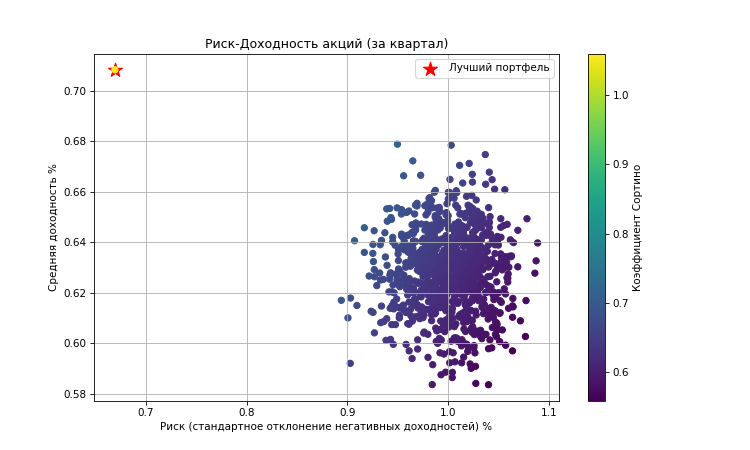 Риск-Доходность акций (за квартал)
Лучший портфель
Средняя доходность %
0.70
0.68
0.66
0.64
0.62
0.60
0.58
0.7 0.8 0.9 1.0 1.1
Риск (стандартное отклонение негативных доходностей) %
1.0
0.9
0.8
0.7
0.6
Коэффициент Сортино